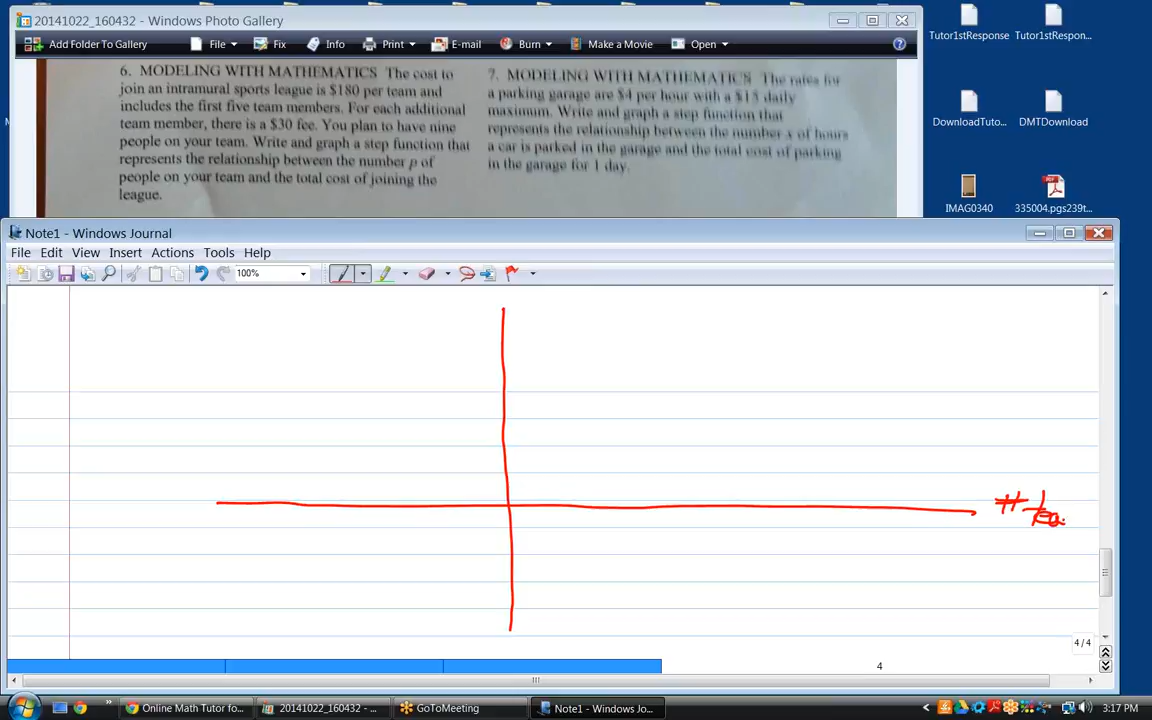 20141022_160432 - Windows Photo Gallery
Add Folder To Gallery File Fix Info Print E-mail Burn Make a Movie Open
6. MODELING WITH MATHEMATICS The cost to
join an intramural sports league is $180 per team and
includes the first five team members. For each additional
team member, there is a $30 fee. You plan to have nine
people on your team. Write and graph a step function that
represents the relationship between the number p of
people on your team and the total cost of joining the
league.
7. MODELING WITH MATHEMATICS The rates for
a parking garage are $4 per hour with a $15 daily
maximum. Write and graph a step function that
represents the relationship between the number x of hours
a car is parked in the garage and the total cost of parking
in the garage for 1 day.
Tutor1stResponse
Tutor1stRespon...
DownloadTuto...
DMTDownload
IMAG0340
335004.pgs239t...
Note1 - Windows Journal
File Edit View Insert Actions Tools Help
100%
#
4 / 4
4
Online Math Tutor fo... 20141022_160432 - ... GoToMeeting Note1 - Windows Jo... 3:17 PM